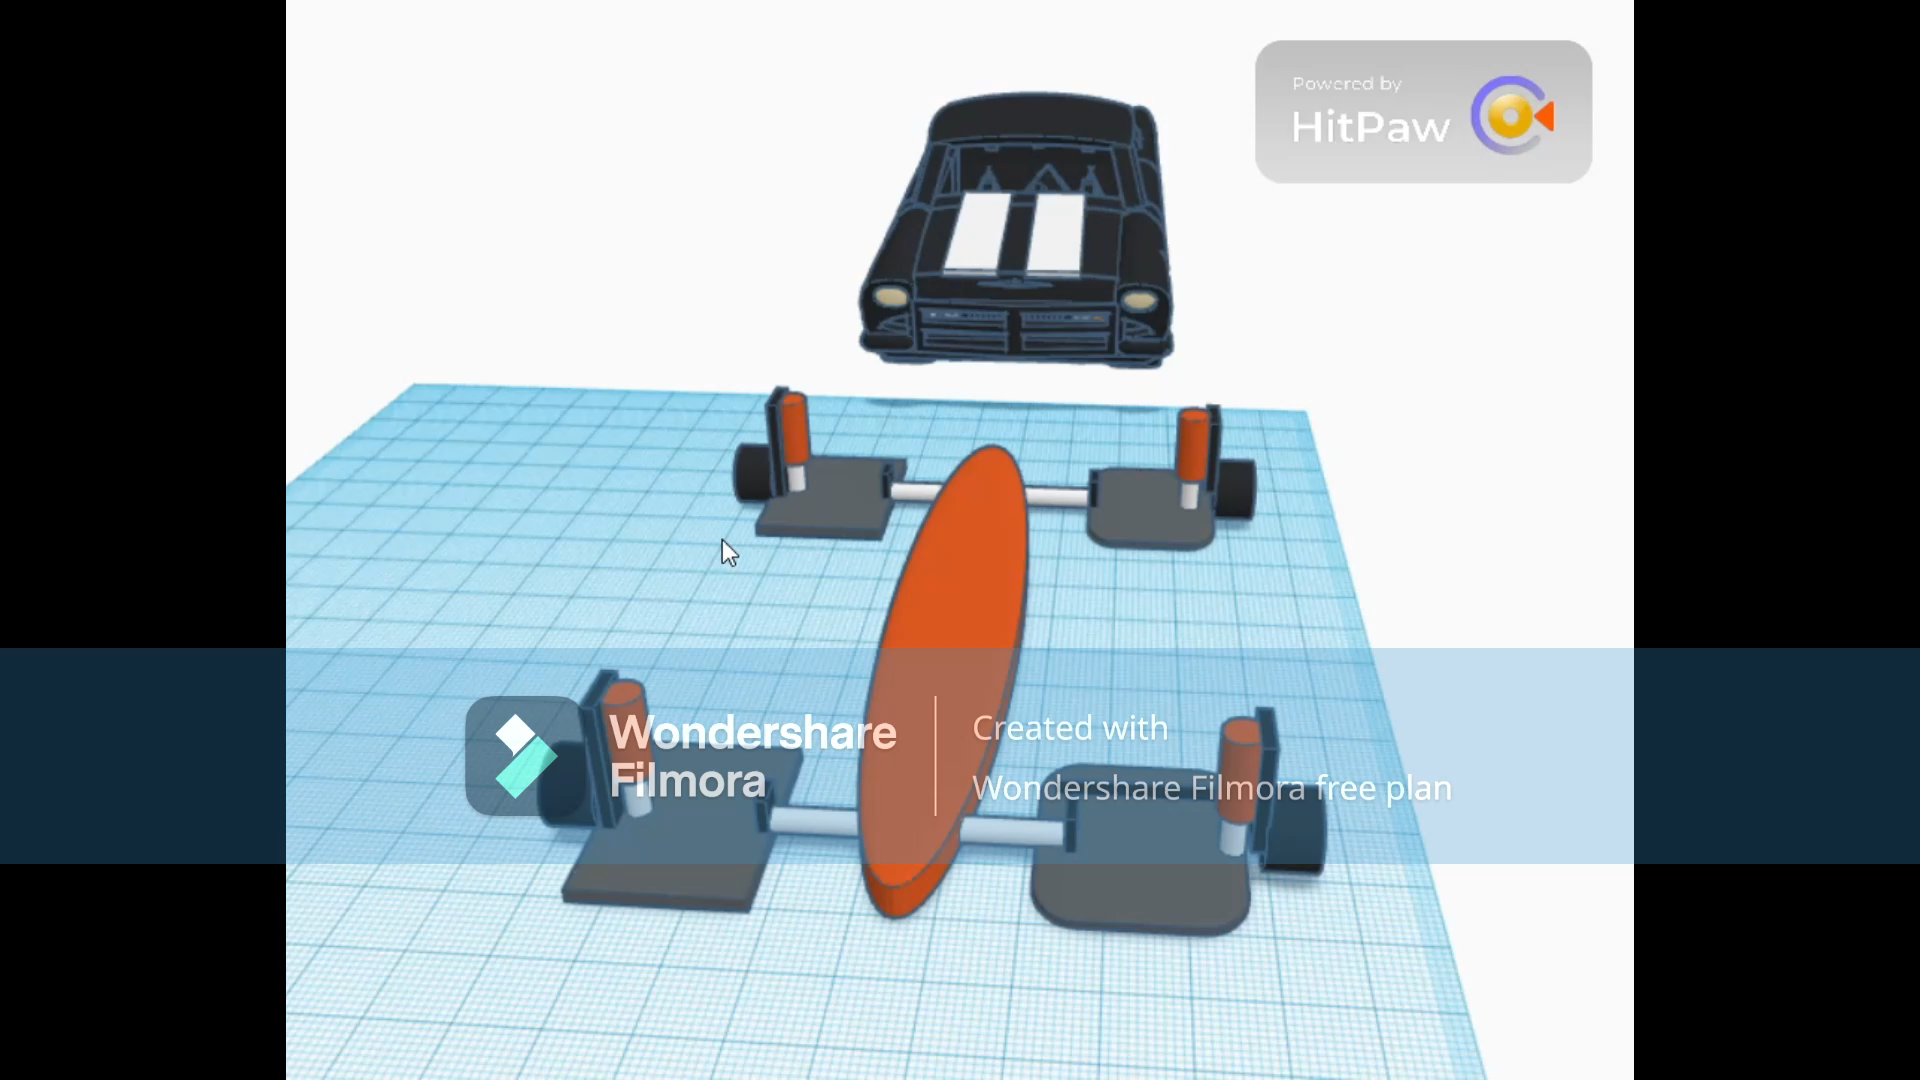 Powered by
HitPaw
Wondershare
Filmora
Created with
Wondershare Filmora free plan